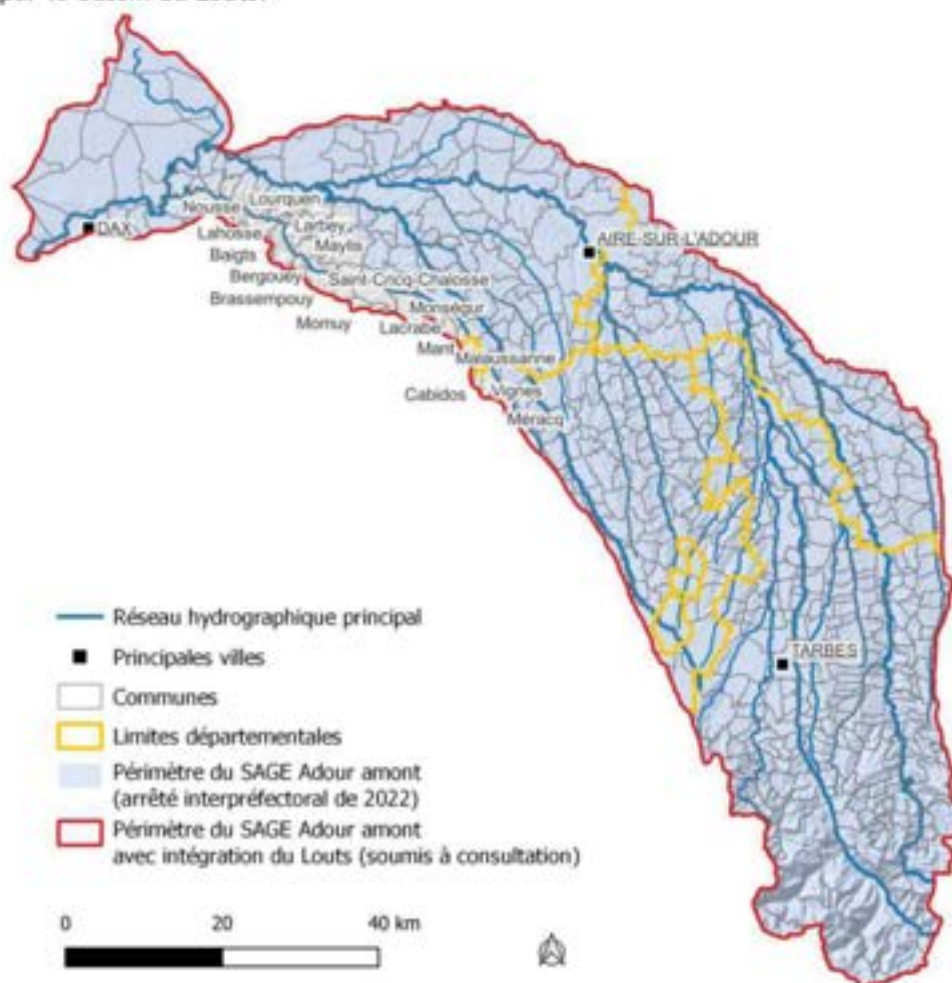 DAX
Nousse
Lourquen
Lahosse
Larbey
Baigts
Maylis
Bergouey
Saint-Cricq-Chalosse
Brassempouy
Monségur
Momuy
Lacrabe
Mant
Malaussanne
Cabidos
Vignes
Méracq
AIRE-SUR-L'ADOUR
TARBES
Réseau hydrographique principal
Principales villes
Communes
Limites départementales
Périmètre du SAGE Adour amont
(arrêté interpréfectoral de 2022)
Périmètre du SAGE Adour amont
avec intégration du Louts (soumis à consultation)
0 20 40 km